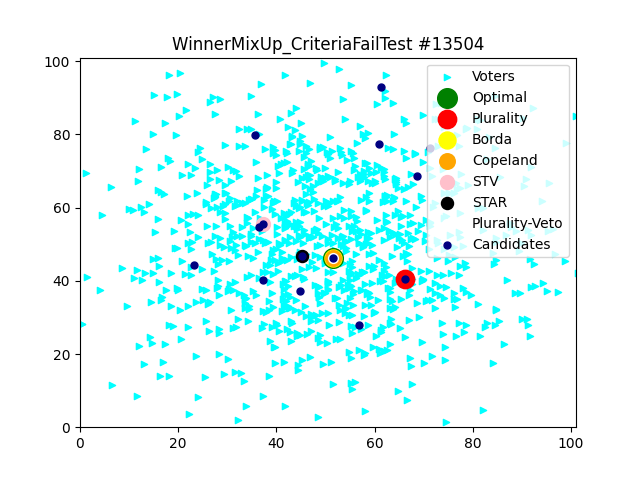 WinnerMixUp_CriteriaFailTest #13504
100
80
60
40
20
0
0 20 40 60 80 100
Voters
Optimal
Plurality
Borda
Copeland
STV
STAR
Plurality-Veto
Candidates